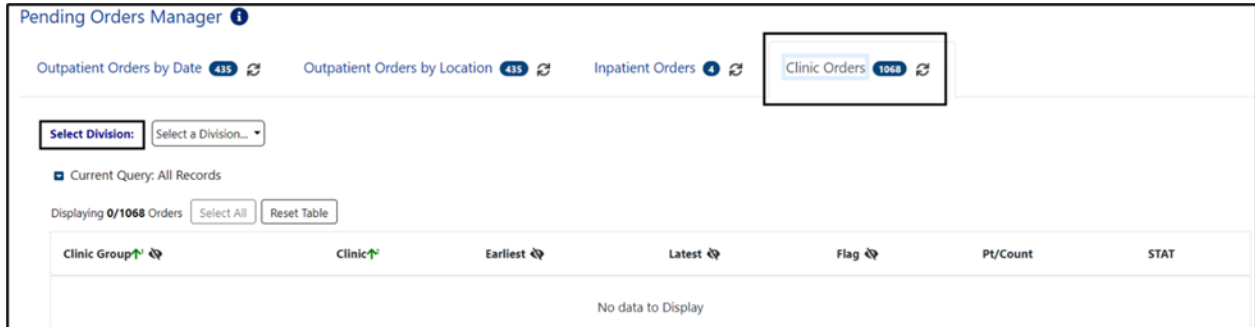 Pending Orders Manager
Outpatient Orders by Date 435 Outpatient Orders by Location 435 Inpatient Orders 4 Clinic Orders 1068
Select Division: Select a Division...
Current Query: All Records
Displaying 0/1068 Orders Select All Reset Table
Clinic Group 1 Clinic 2 Earliest Latest Flag Pt/Count STAT
No data to Display